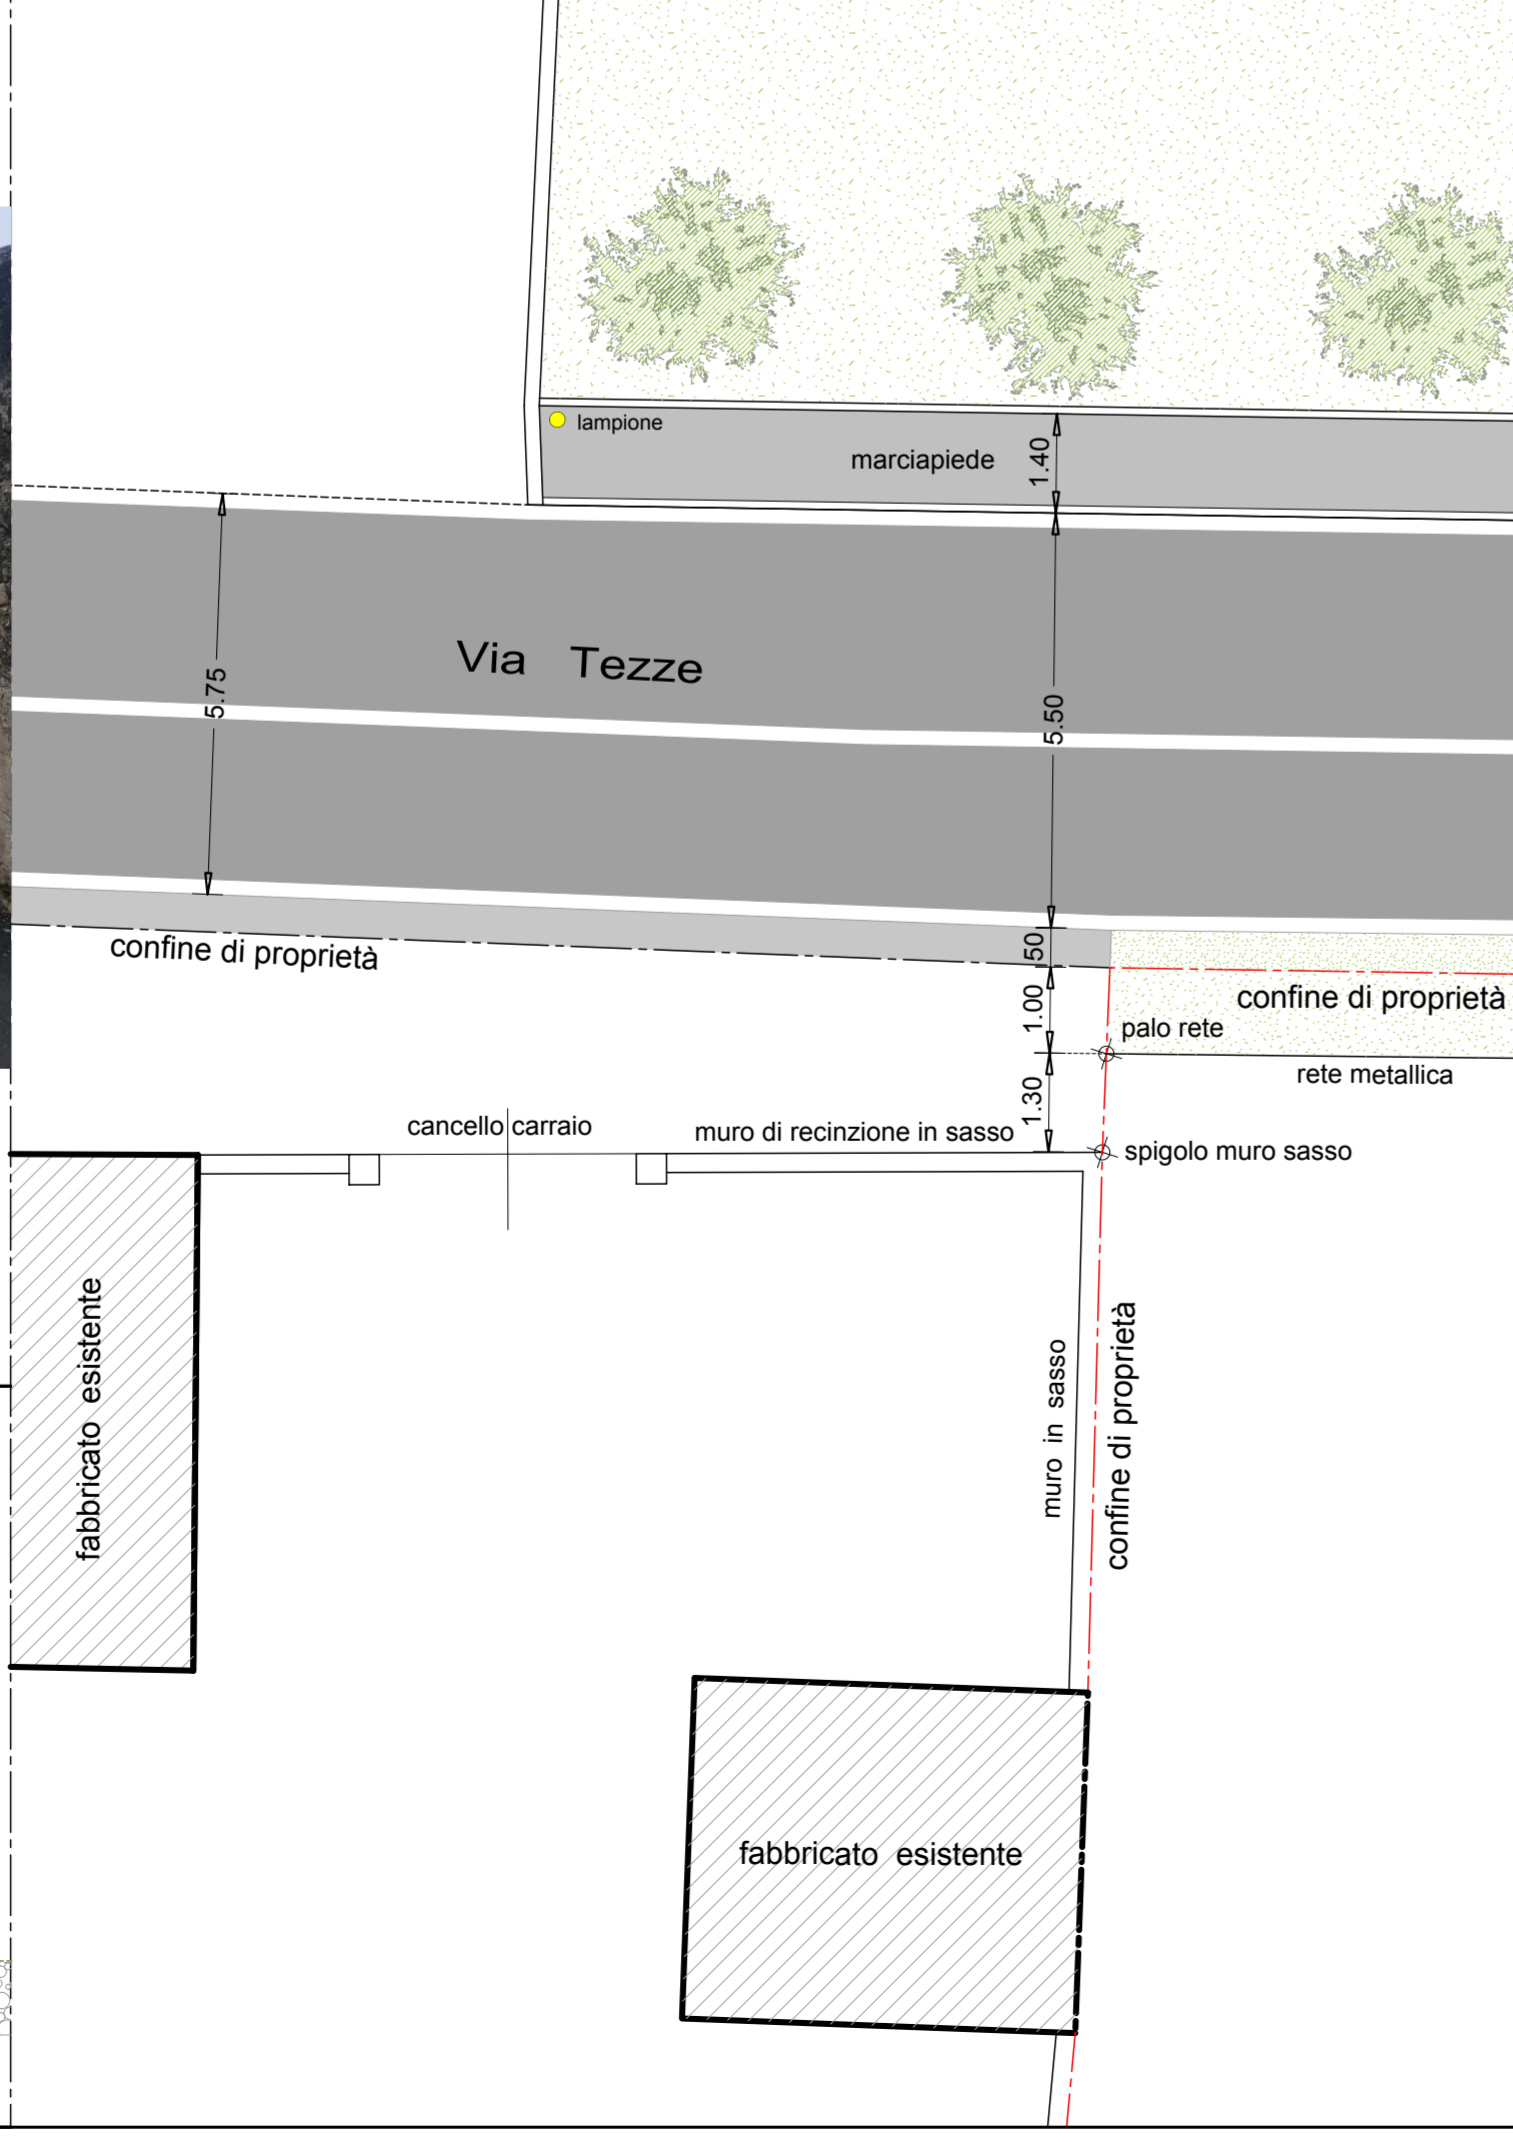 lampione
marciapiede
1.40
Via Tezze
5.75
5.50
50
confine di proprietà
1.00
confine di proprietà
palo rete
rete metallica
1.30
cancello carraio
muro di recinzione in sasso
spigolo muro sasso
fabbricato esistente
muro in sasso
confine di proprietà
fabbricato esistente